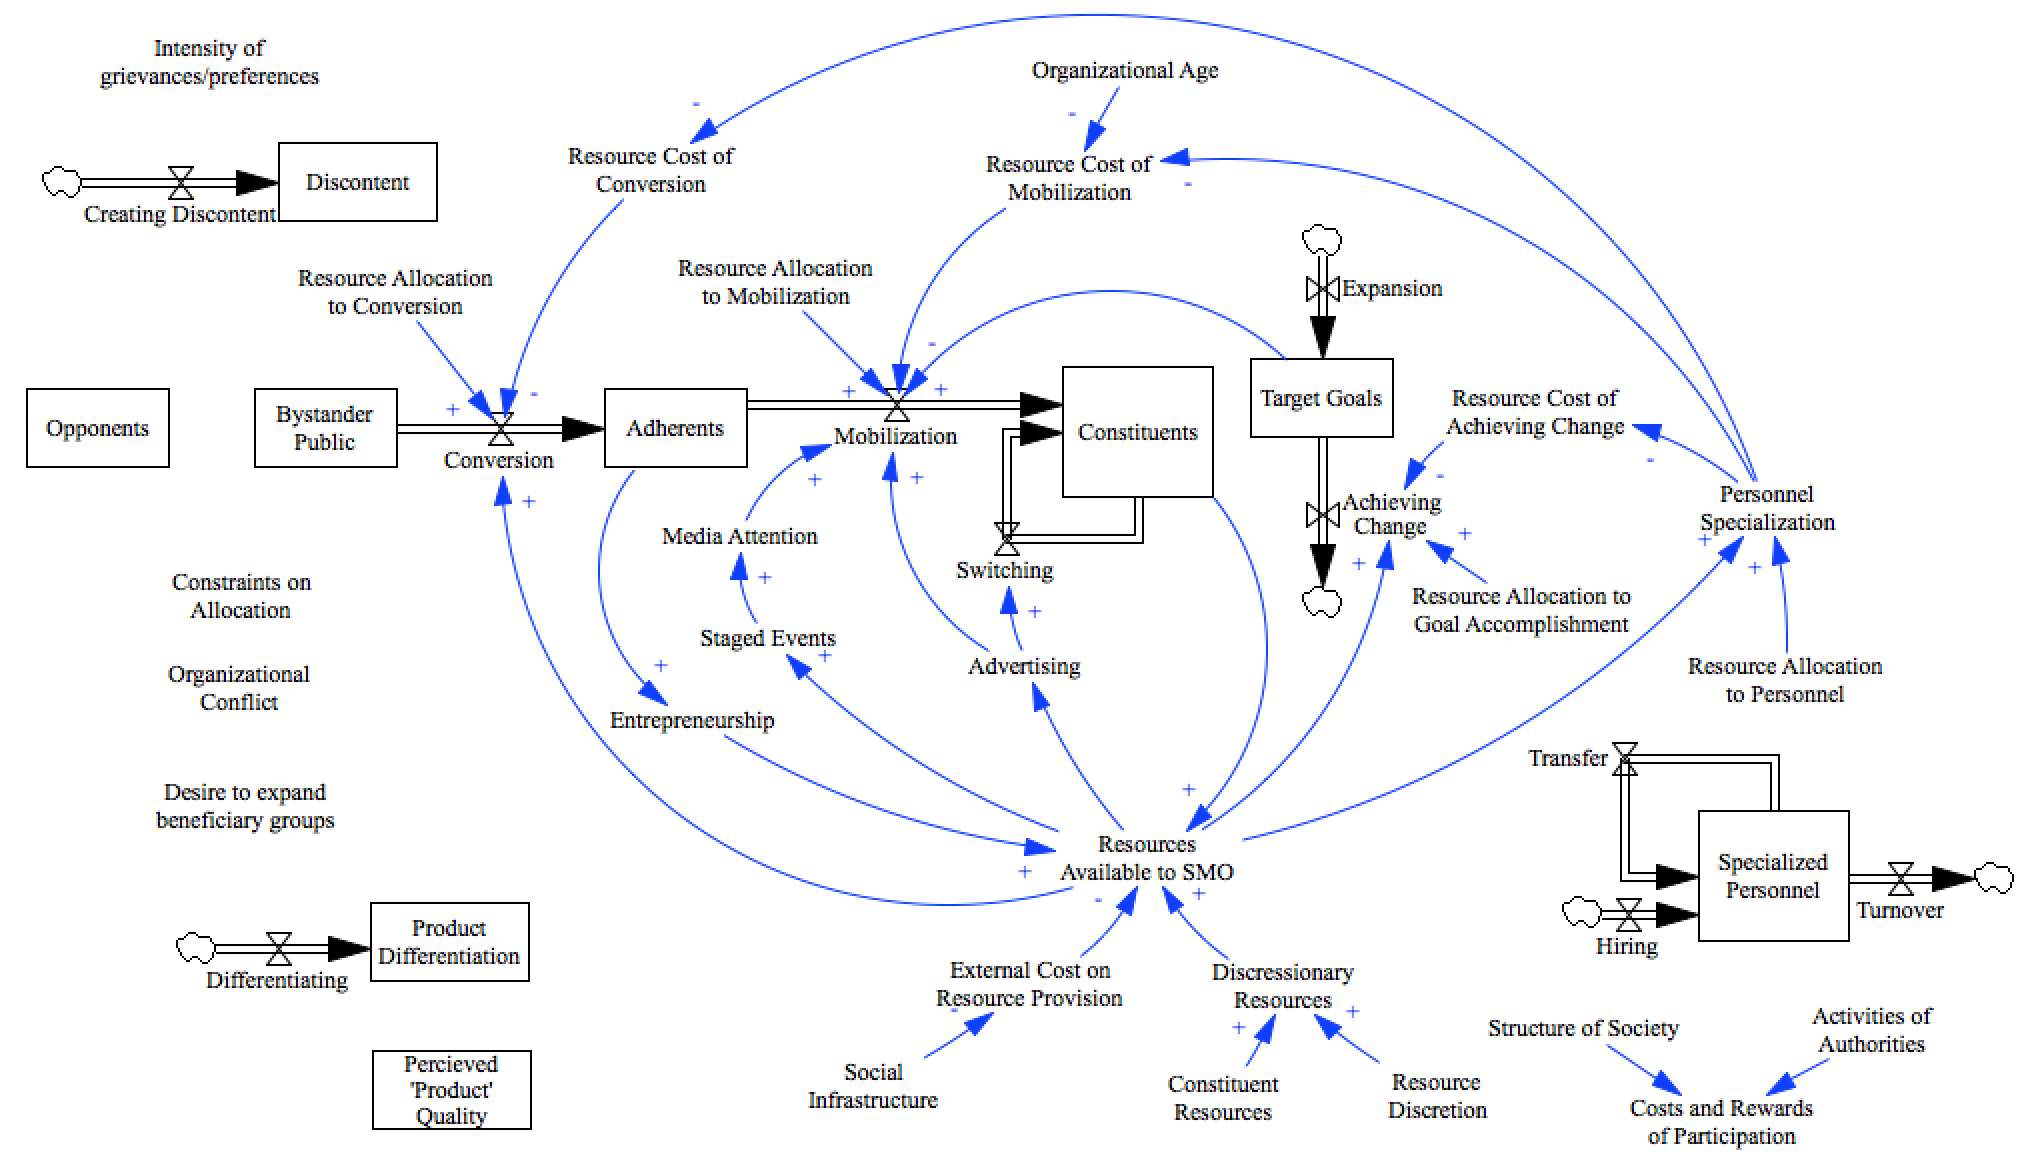 Intensity of
grievances/preferences
Organizational Age
-
-
Resource Cost of
Conversion
Resource Cost of
Mobilization
-
Discontent
Creating Discontent
Resource Allocation
to Conversion
Resource Allocation
to Mobilization
Expansion
-
+
-
+
+
Opponents
Bystander
Public
Conversion
Adherents
Mobilization
Constituents
Target Goals
Resource Cost of
Achieving Change
-
-
Achieving
Change
Personnel
Specialization
+
+
+
+
+
+
+
Media Attention
+
Switching
+
Constraints on
Allocation
Resource Allocation to
Goal Accomplishment
Staged Events
+
Advertising
+
Organizational
Conflict
Resource Allocation
to Personnel
Entrepreneurship
Transfer
Desire to expand
beneficiary groups
+
Resources
Available to SMO
+
-
+
Specialized
Personnel
Turnover
Hiring
Product
Differentiation
Differentiating
External Cost on
Resource Provision
-
Discressionary
Resources
+
+
Structure of Society
Activities of
Authorities
Percieved
'Product'
Quality
Social
Infrastructure
Constituent
Resources
Resource
Discretion
Costs and Rewards
of Participation